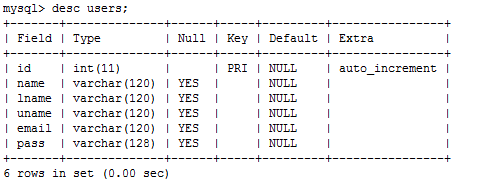 mysql> desc users;
+-------+--------------+------+-----+---------+----------------+
| Field | Type         | Null | Key | Default | Extra          |
+-------+--------------+------+-----+---------+----------------+
| id    | int(11)      |      | PRI | NULL    | auto_increment |
| name  | varchar(120) | YES  |     | NULL    |                |
| lname | varchar(120) | YES  |     | NULL    |                |
| uname | varchar(120) | YES  |     | NULL    |                |
| email | varchar(120) | YES  |     | NULL    |                |
| pass  | varchar(128) | YES  |     | NULL    |                |
+-------+--------------+------+-----+---------+----------------+
6 rows in set (0.00 sec)